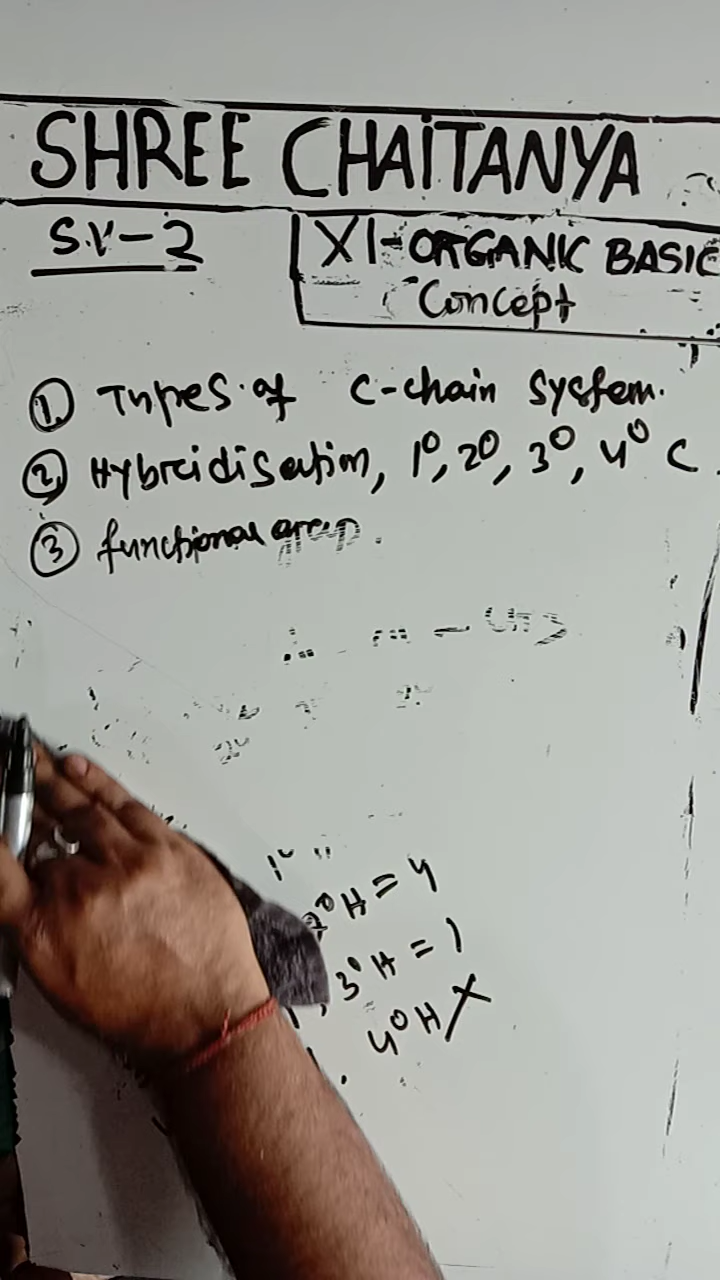 SHREE CHAITANYA
S.V-2
XI-ORGANIC BASIC
Concept
① Types of C-chain System.
② Hybridisation, 1°, 2°, 3°, 4° C
③ functional group.
2°H = 4
3°H = 1
4°H X